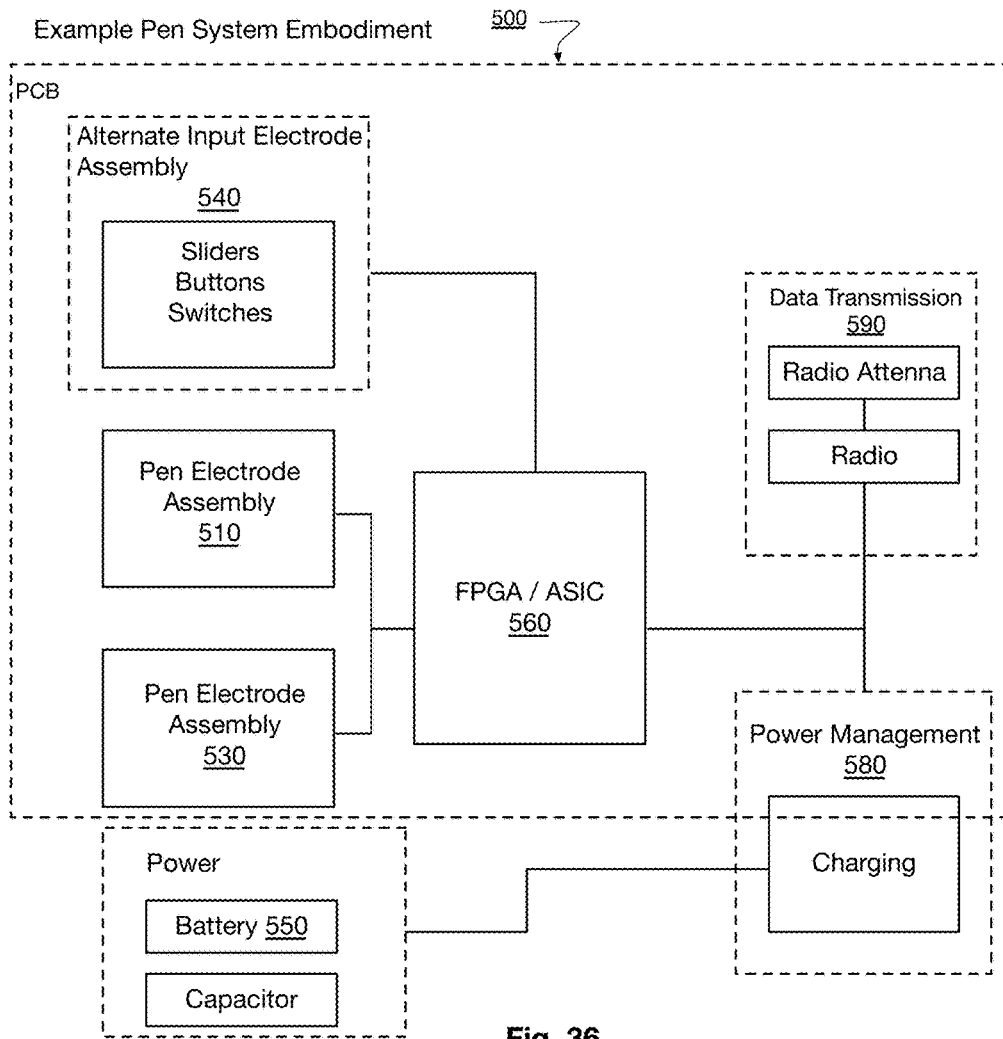 Example Pen System Embodiment
500
PCB
Alternate Input Electrode
Assembly
540
Sliders
Buttons
Switches
Pen Electrode
Assembly
510
Pen Electrode
Assembly
530
FPGA / ASIC
560
Data Transmission
590
Radio Attenna
Radio
Power Management
580
Charging
Power
Battery 550
Capacitor
Fig. 36